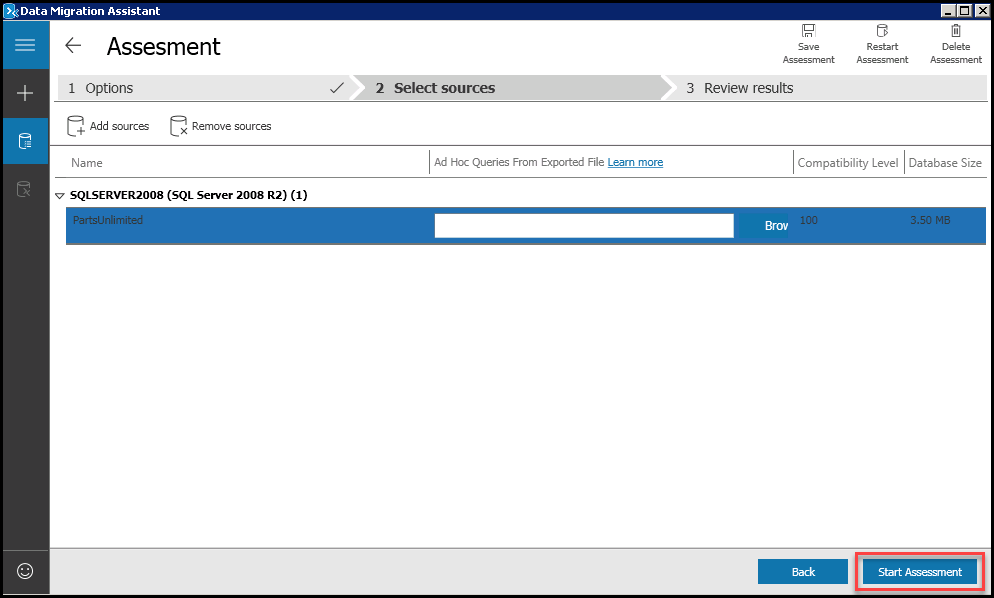 Data Migration Assistant
Assesment
Save Assessment
Restart Assessment
Delete Assessment
1 Options
2 Select sources
3 Review results
Add sources
Remove sources
Name
Ad Hoc Queries From Exported File Learn more
Compatibility Level
Database Size
SQLSERVER2008 (SQL Server 2008 R2) (1)
PartsUnlimited
Brow
100
3.50 MB
Back
Start Assessment